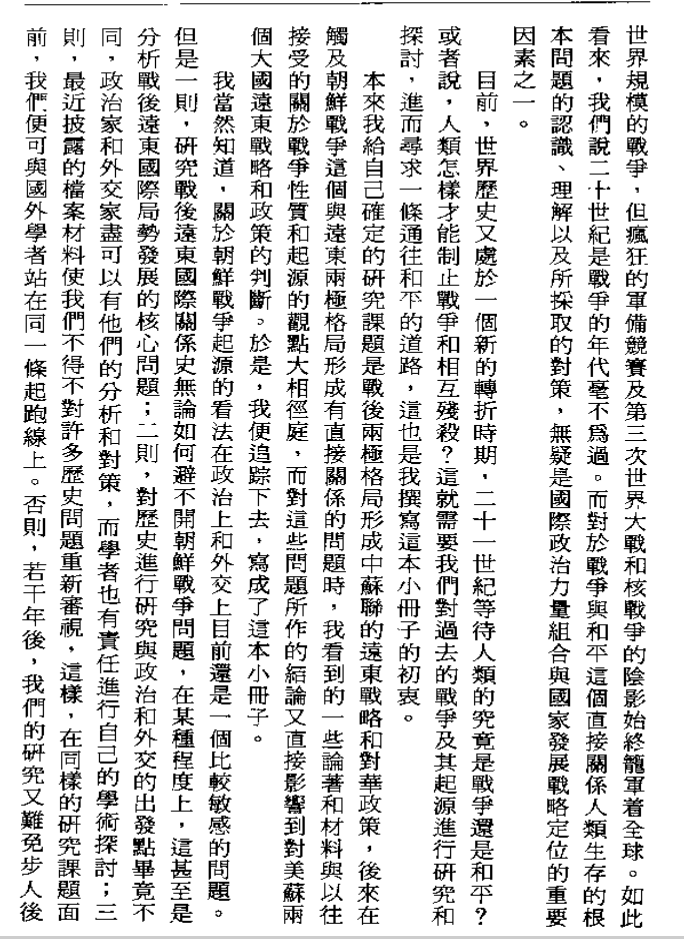 世界規模的戰爭，但瘋狂的軍備競賽及第三次世界大戰和核戰爭的陰影始終籠罩着全球。如此
看來，我們說二十世紀是戰爭的年代毫不爲過。而對於戰爭與和平這個直接關係人類生存的根
本問題的認識、理解以及所採取的對策，無疑是國際政治力量組合與國家發展戰略定位的重要
因素之一。
目前，世界歷史又處於一個新的轉折時期，二十一世紀等待人類的究竟是戰爭還是和平？
或者說，人類怎樣才能制止戰爭和相互殘殺？這就需要我們對過去的戰爭及其起源進行研究和
探討，進而尋求一條通往和平的道路，這也是我撰寫這本小冊子的初衷。
本來我給自己確定的研究課題是戰後兩極格局形成中蘇聯的遠東戰略和對華政策，後來在
觸及朝鮮戰爭這個與遠東兩極格局形成有直接關係的問題時，我看到的一些論著和材料與以往
接受的關於戰爭性質和起源的觀點大相徑庭，而對這些問題所作的結論又直接影響到對美蘇兩
個大國遠東戰略和政策的判斷。於是，我便追踪下去，寫成了這本小冊子。
我當然知道，關於朝鮮戰爭起源的看法在政治上和外交上目前還是一個比較敏感的問題。
但是一則，研究戰後遠東國際關係史無論如何避不開朝鮮戰爭問題，在某種程度上，這甚至是
分析戰後遠東國際局勢發展的核心問題；二則，對歷史進行研究與政治和外交的出發點畢竟不
同，政治家和外交家盡可以有他們的分析和對策，而學者也有責任進行自己的學術探討；三
則，最近披露的檔案材料使我們不得不對許多歷史問題重新審視，這樣，在同樣的研究課題面
前，我們便可與國外學者站在同一條起跑線上。否則，若干年後，我們的研究又難免步人後